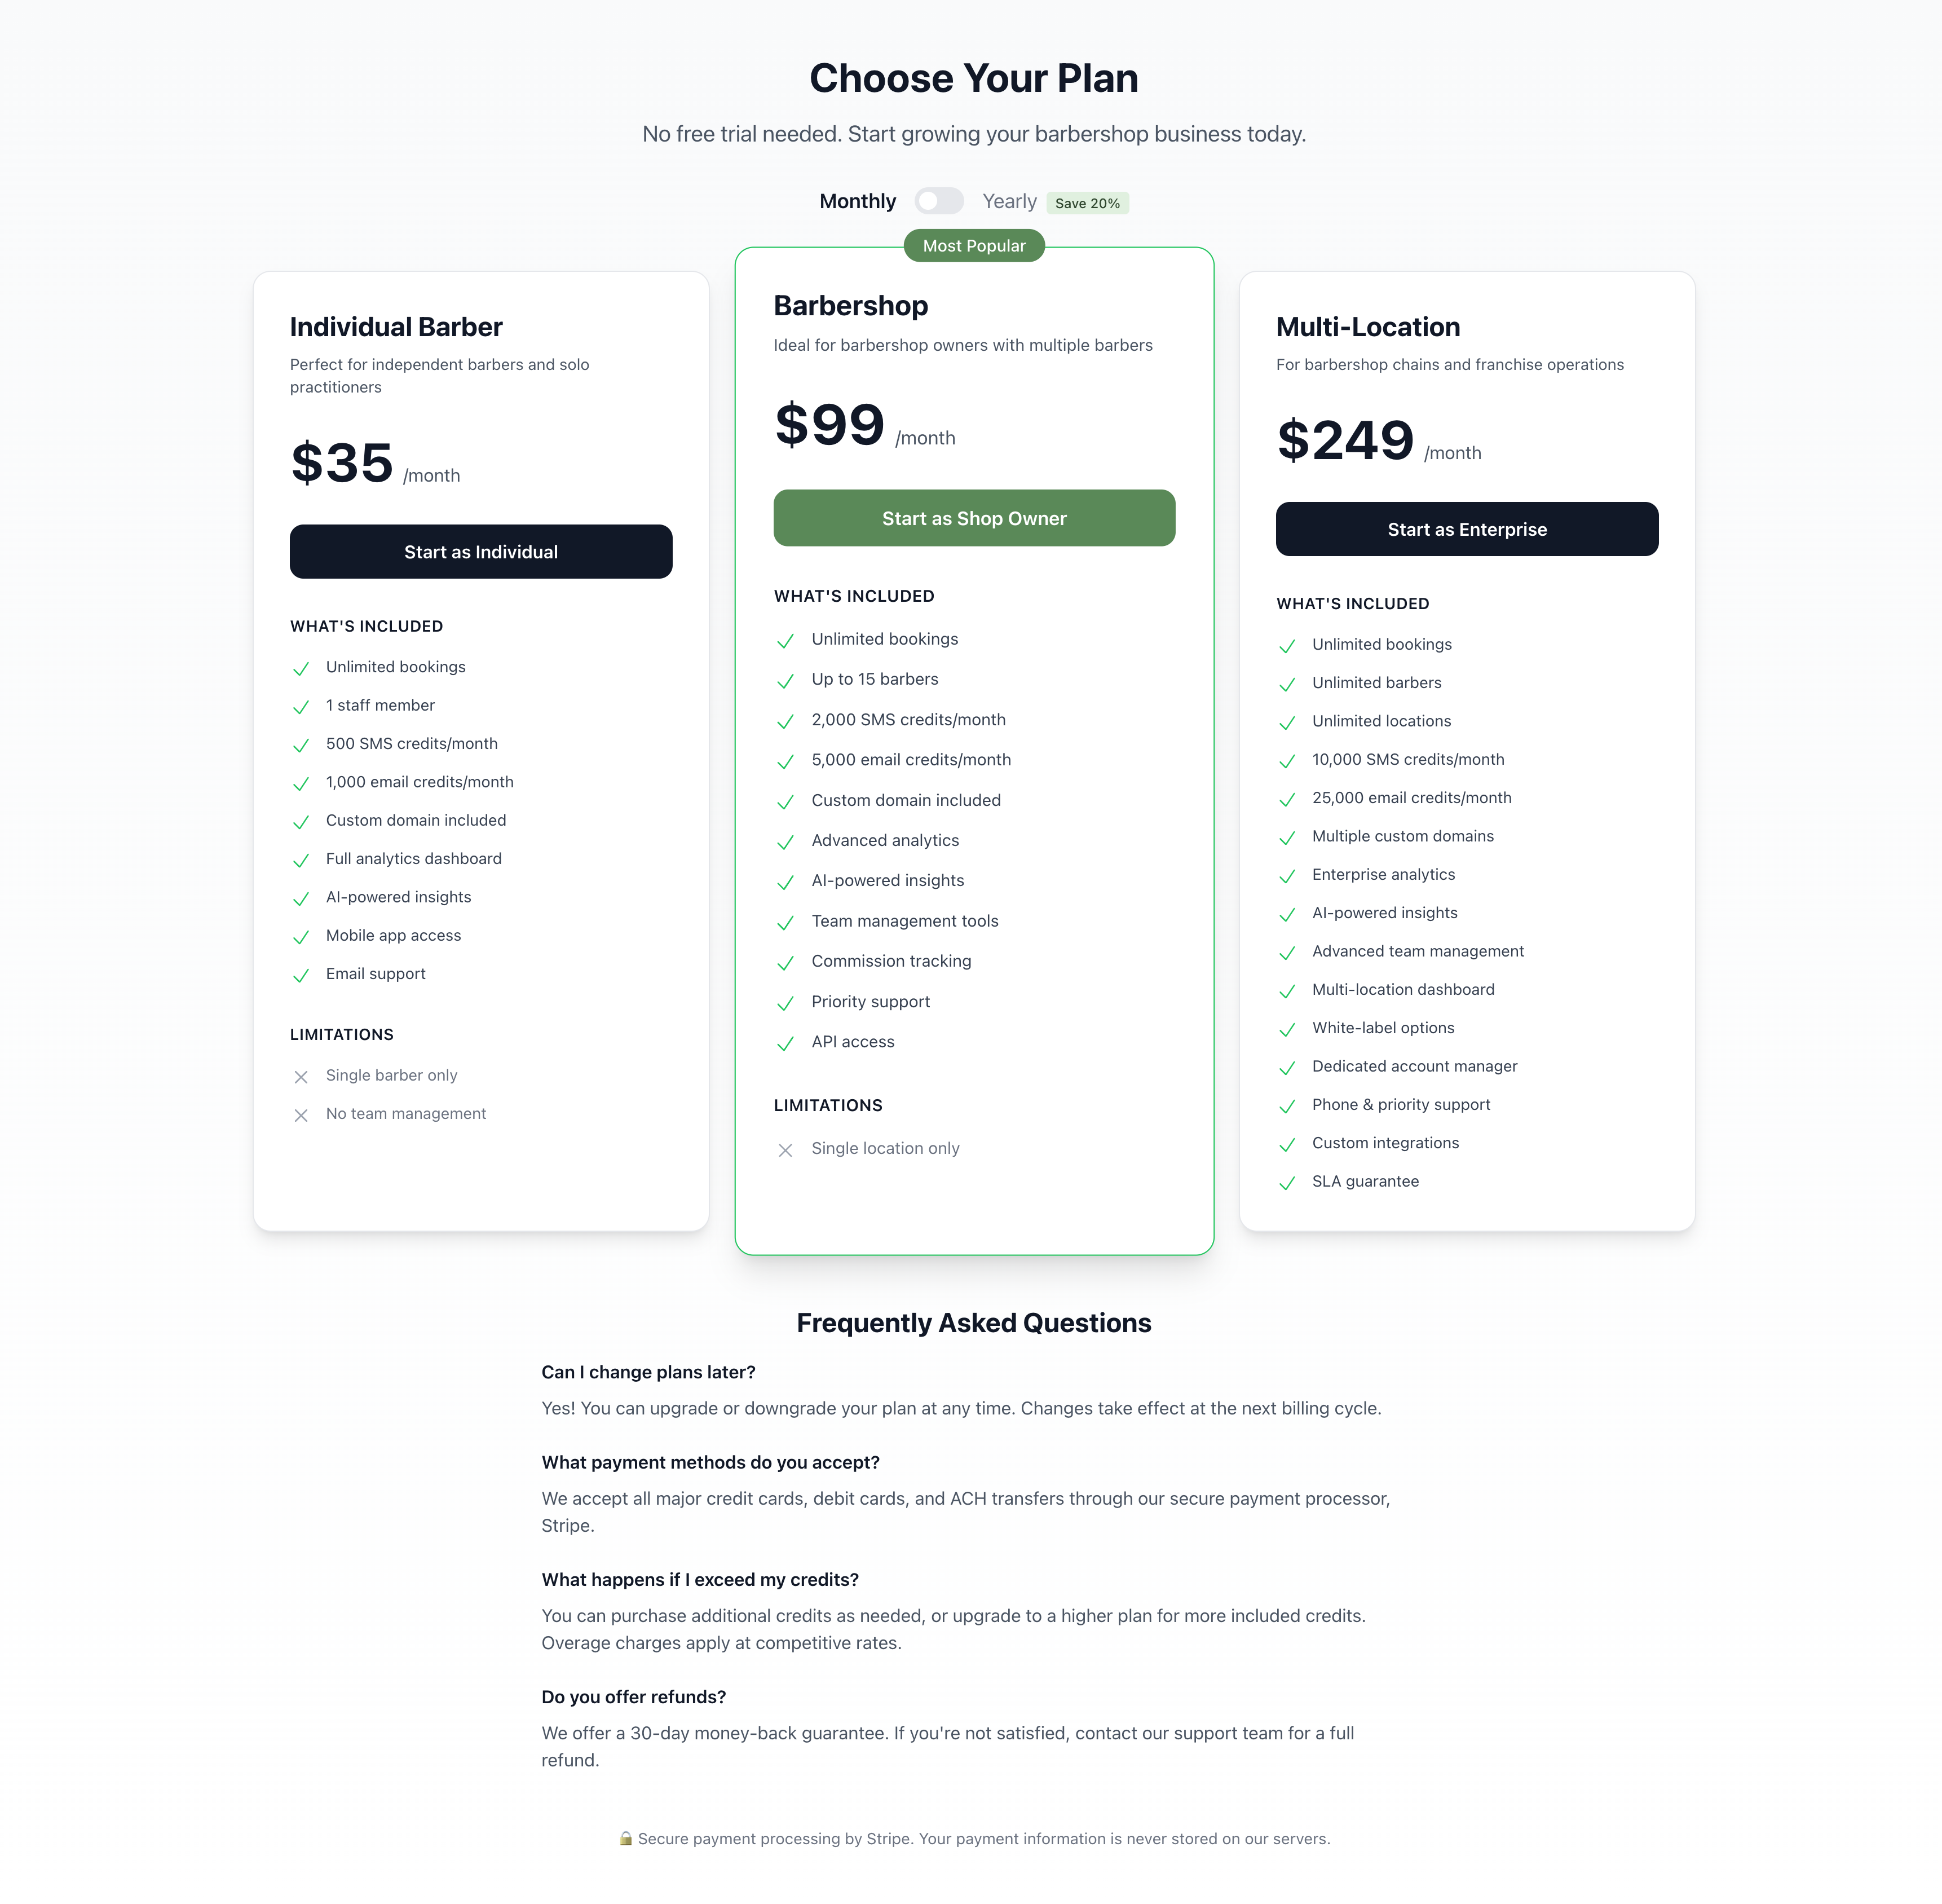 Choose Your Plan
No free trial needed. Start growing your barbershop business today.
Monthly
Yearly
Save 20%
Individual Barber
Perfect for independent barbers and solo
practitioners
$35 /month
Start as Individual
WHAT'S INCLUDED
Unlimited bookings
1 staff member
500 SMS credits/month
1,000 email credits/month
Custom domain included
Full analytics dashboard
AI-powered insights
Mobile app access
Email support
LIMITATIONS
Single barber only
No team management
Most Popular
Barbershop
Ideal for barbershop owners with multiple barbers
$99 /month
Start as Shop Owner
WHAT'S INCLUDED
Unlimited bookings
Up to 15 barbers
2,000 SMS credits/month
5,000 email credits/month
Custom domain included
Advanced analytics
AI-powered insights
Team management tools
Commission tracking
Priority support
API access
LIMITATIONS
Single location only
Multi-Location
For barbershop chains and franchise operations
$249 /month
Start as Enterprise
WHAT'S INCLUDED
Unlimited bookings
Unlimited barbers
Unlimited locations
10,000 SMS credits/month
25,000 email credits/month
Multiple custom domains
Enterprise analytics
AI-powered insights
Advanced team management
Multi-location dashboard
White-label options
Dedicated account manager
Phone & priority support
Custom integrations
SLA guarantee
Frequently Asked Questions
Can I change plans later?
Yes! You can upgrade or downgrade your plan at any time. Changes take effect at the next billing cycle.
What payment methods do you accept?
We accept all major credit cards, debit cards, and ACH transfers through our secure payment processor,
Stripe.
What happens if I exceed my credits?
You can purchase additional credits as needed, or upgrade to a higher plan for more included credits.
Overage charges apply at competitive rates.
Do you offer refunds?
We offer a 30-day money-back guarantee. If you're not satisfied, contact our support team for a full
refund.
🔒 Secure payment processing by Stripe. Your payment information is never stored on our servers.